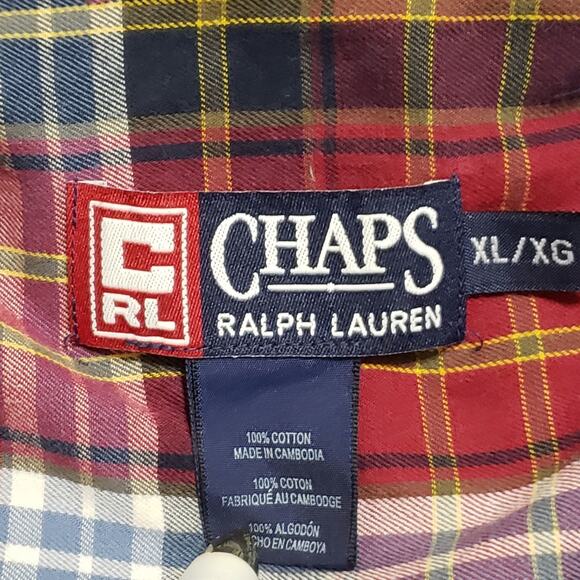 C
RL
CHAPS
RALPH LAUREN
XL/XG
100% COTTON
MADE IN CAMBODIA
100% COTON
FABRIQUÉ AU CAMBODGE
100% ALGODÓN
EN CAMBOYA